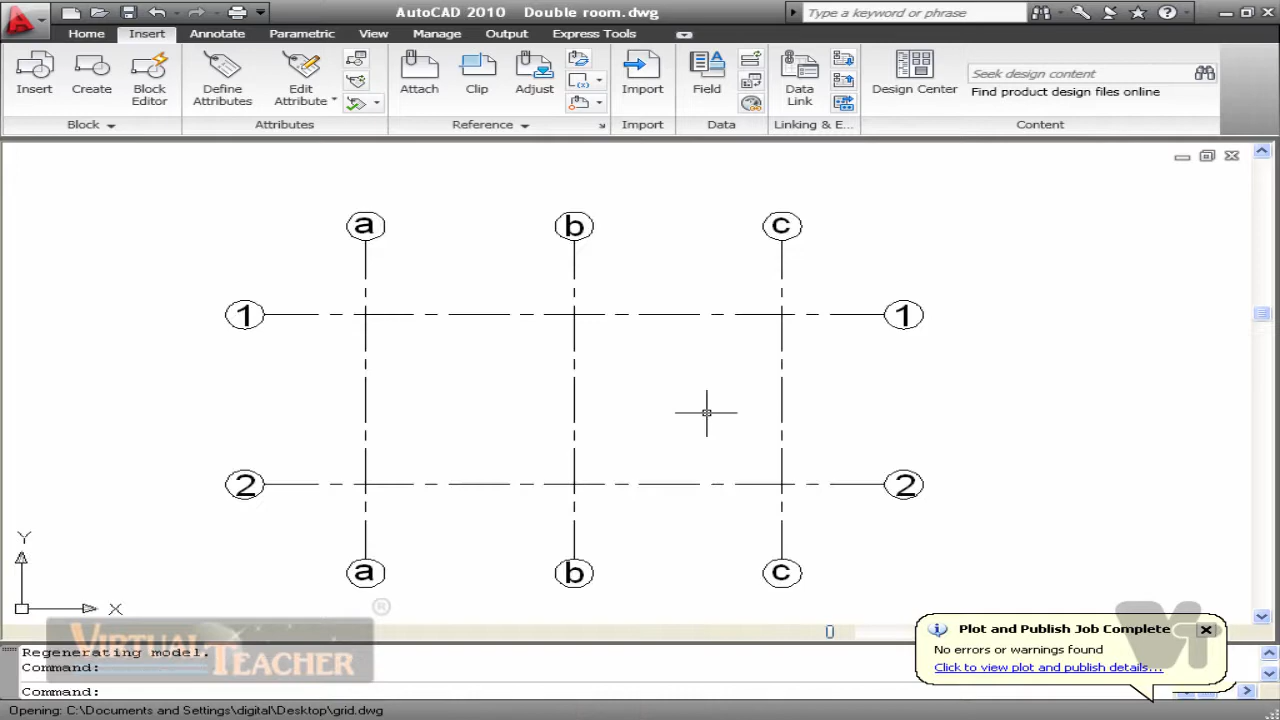 AutoCAD 2010 Double room.dwg
Type a keyword or phrase
Home Insert Annotate Parametric View Manage Output Express Tools
Insert Create Block Editor
Define Attributes Edit Attribute
Attach Clip Adjust
Import
Field
Data Link
Design Center
Seek design content
Find product design files online
Block Attributes Reference Import Data Linking & E... Content
a b c
1 1
2 2
a b c
Y
X
®
VIRTUAL TEACHER
VT
Plot and Publish Job Complete
No errors or warnings found
Click to view plot and publish details...
Regenerating model.
Command:
Command:
Opening: C:\Documents and Settings\digital\Desktop\grid.dwg